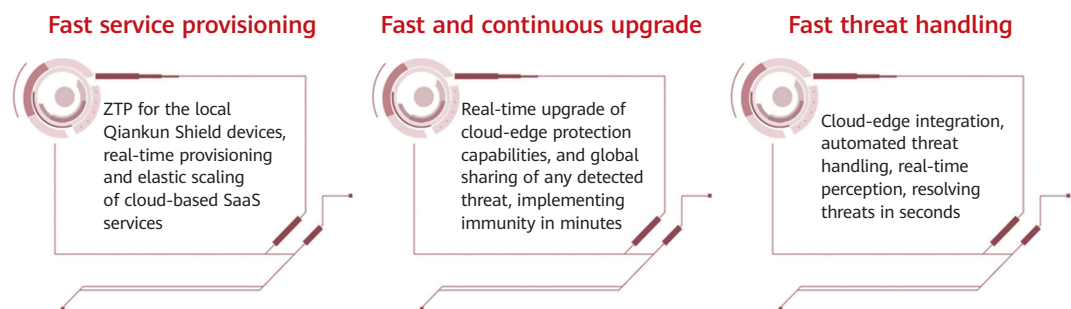 Fast service provisioning
ZTP for the local
Qiankun Shield devices,
real-time provisioning
and elastic scaling
of cloud-based SaaS
services
Fast and continuous upgrade
Real-time upgrade of
cloud-edge protection
capabilities, and global
sharing of any detected
threat, implementing
immunity in minutes
Fast threat handling
Cloud-edge integration,
automated threat
handling, real-time
perception, resolving
threats in seconds